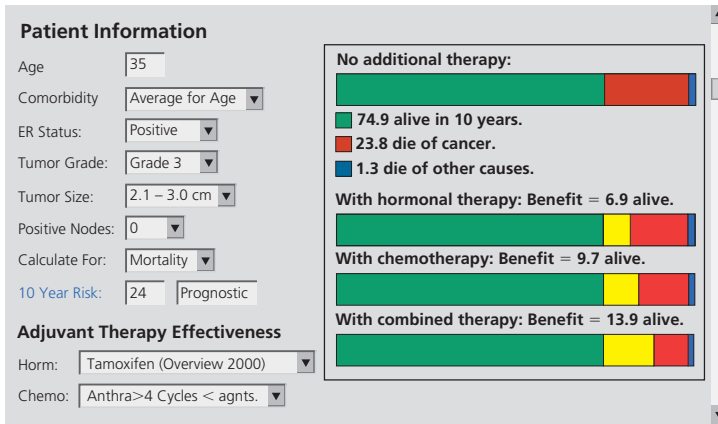 Patient Information
Age 35
Comorbidity Average for Age
ER Status: Positive
Tumor Grade: Grade 3
Tumor Size: 2.1 – 3.0 cm
Positive Nodes: 0
Calculate For: Mortality
10 Year Risk: 24 Prognostic
Adjuvant Therapy Effectiveness
Horm: Tamoxifen (Overview 2000)
Chemo: Anthra>4 Cycles < agnts.
No additional therapy:
74.9 alive in 10 years.
23.8 die of cancer.
1.3 die of other causes.
With hormonal therapy: Benefit = 6.9 alive.
With chemotherapy: Benefit = 9.7 alive.
With combined therapy: Benefit = 13.9 alive.